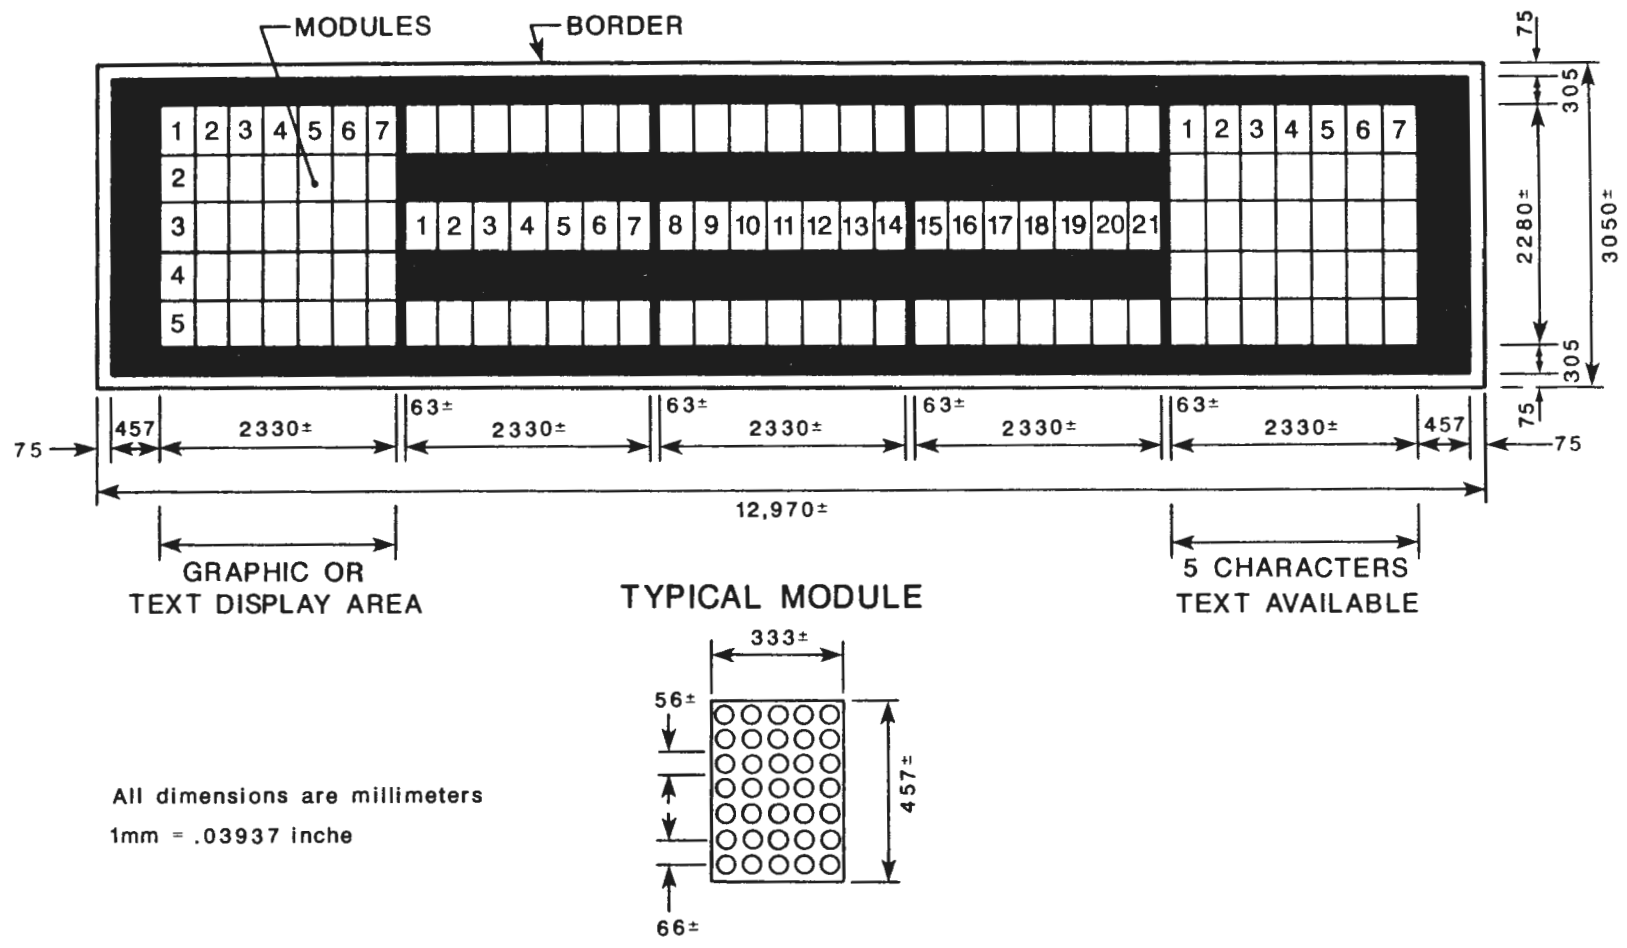 MODULES
BORDER
75
305
1 2 3 4 5 6 7
1 2 3 4 5 6 7
2
3
1 2 3 4 5 6 7 8 9 10 11 12 13 14 15 16 17 18 19 20 21
4
5
2280±
3050±
305
75
63± 63± 63± 63±
75 457 2330± 2330± 2330± 2330± 2330± 457 75
12,970±
GRAPHIC OR
TEXT DISPLAY AREA
5 CHARACTERS
TEXT AVAILABLE
TYPICAL MODULE
333±
56±
457±
66±
All dimensions are millimeters
1mm = .03937 inche